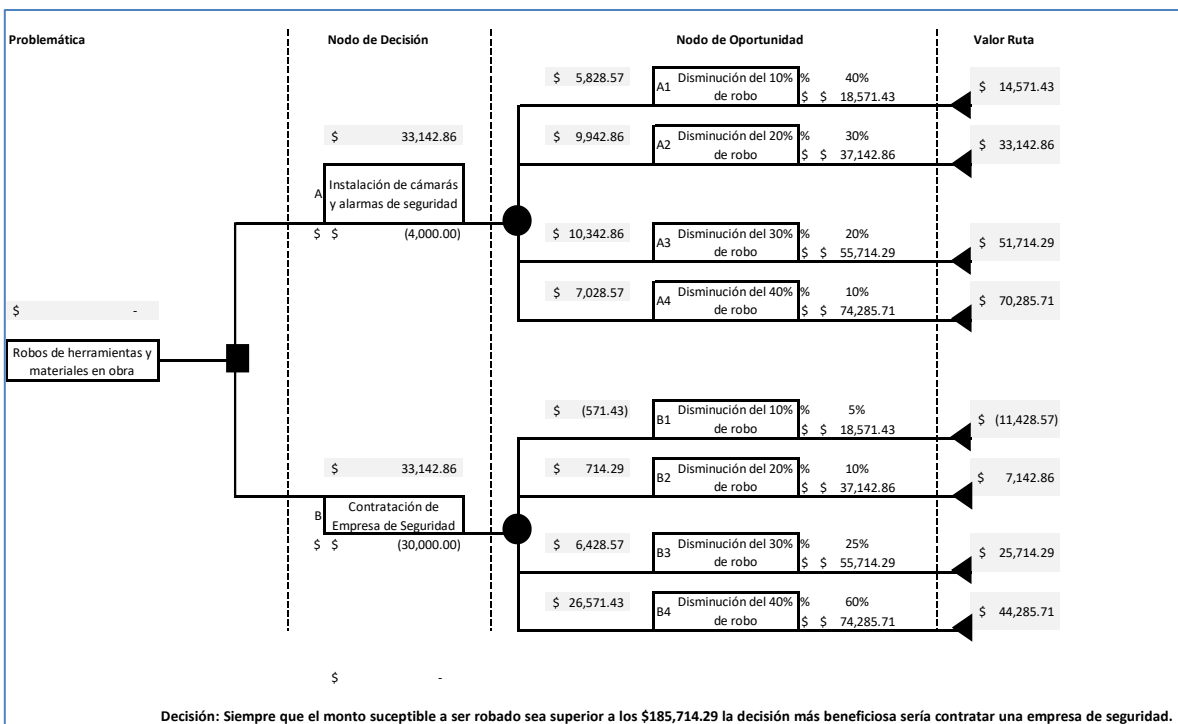 Problemática Nodo de Decisión Nodo de Oportunidad Valor Ruta
$ 5,828.57 A1 Disminución del 10% % 40%
de robo $ $ 18,571.43 $ 14,571.43
$ 33,142.86 $ 9,942.86 A2 Disminución del 20% % 30%
de robo $ $ 37,142.86 $ 33,142.86
A Instalación de cámarás
y alarmas de seguridad
$ $ (4,000.00) $ 10,342.86 A3 Disminución del 30% % 20%
de robo $ $ 55,714.29 $ 51,714.29
$ 7,028.57 A4 Disminución del 40% % 10%
de robo $ $ 74,285.71 $ 70,285.71
$ -
Robos de herramientas y
materiales en obra
$ (571.43) B1 Disminución del 10% % 5%
de robo $ $ 18,571.43 $ (11,428.57)
$ 33,142.86 $ 714.29 B2 Disminución del 20% % 10%
de robo $ $ 37,142.86 $ 7,142.86
B Contratación de
Empresa de Seguridad
$ $ (30,000.00) $ 6,428.57 B3 Disminución del 30% % 25%
de robo $ $ 55,714.29 $ 25,714.29
$ 26,571.43 B4 Disminución del 40% % 60%
de robo $ $ 74,285.71 $ 44,285.71
$ -
Decisión: Siempre que el monto suceptible a ser robado sea superior a los $185,714.29 la decisión más beneficiosa sería contratar una empresa de seguridad.